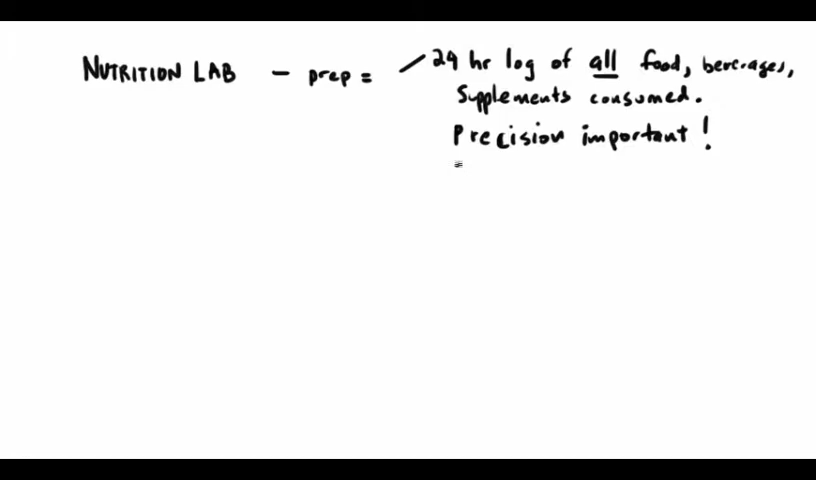 NUTRITION LAB - prep = / 24 hr log of all food, beverages,
Supplements consumed.
Precision important!
=